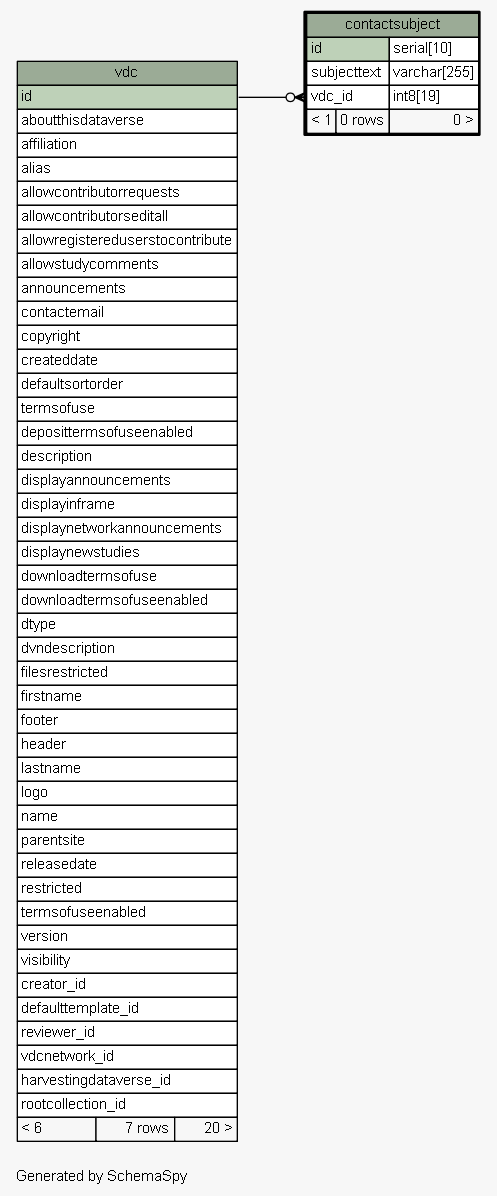 contactsubject
id serial[10]
subjecttext varchar[255]
vdc_id int8[19]
< 1 0 rows 0 >
vdc
id
aboutthisdataverse
affiliation
alias
allowcontributorrequests
allowcontributorseditall
allowregistereduserstocontribute
allowstudycomments
announcements
contactemail
copyright
createddate
defaultsortorder
termsofuse
deposittermsofuseenabled
description
displayannouncements
displayinframe
displaynetworkannouncements
displaynewstudies
downloadtermsofuse
downloadtermsofuseenabled
dtype
dvndescription
filesrestricted
firstname
footer
header
lastname
logo
name
parentsite
releasedate
restricted
termsofuseenabled
version
visibility
creator_id
defaulttemplate_id
reviewer_id
vdcnetwork_id
harvestingdataverse_id
rootcollection_id
< 6 7 rows 20 >
Generated by SchemaSpy